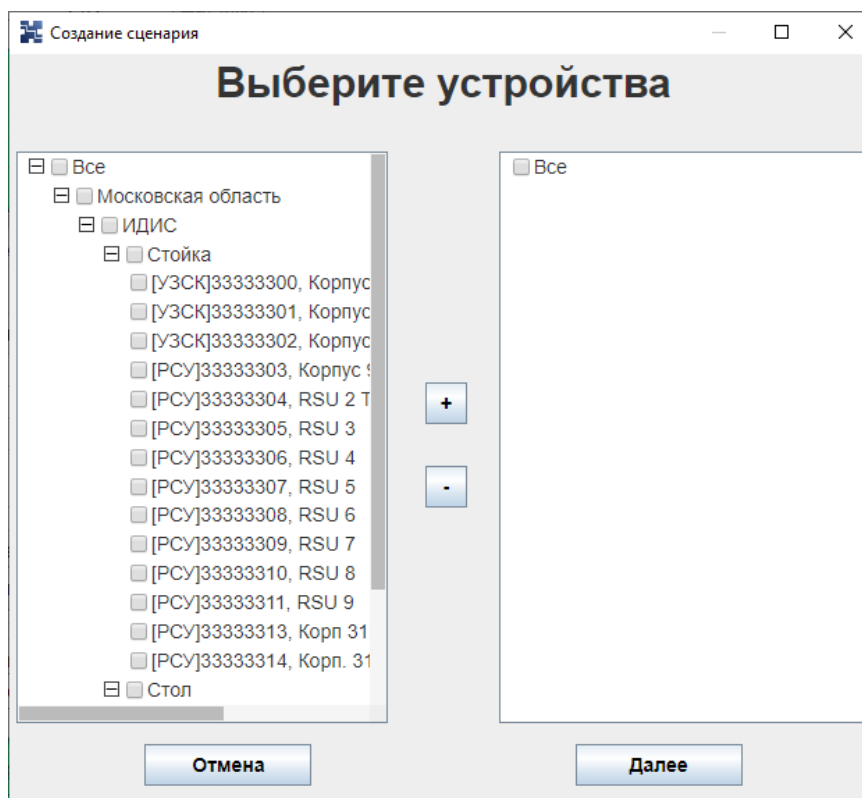 Создание сценария
Выберите устройства
Все
Московская область
ИДИС
Стойка
[УЗСК]33333300, Корпус
[УЗСК]33333301, Корпус
[УЗСК]33333302, Корпус
[РСУ]33333303, Корпус
[РСУ]33333304, RSU 2 T
[РСУ]33333305, RSU 3
[РСУ]33333306, RSU 4
[РСУ]33333307, RSU 5
[РСУ]33333308, RSU 6
[РСУ]33333309, RSU 7
[РСУ]33333310, RSU 8
[РСУ]33333311, RSU 9
[РСУ]33333313, Корп 31
[РСУ]33333314, Корп. 31
Стол
+
-
Все
Отмена
Далее